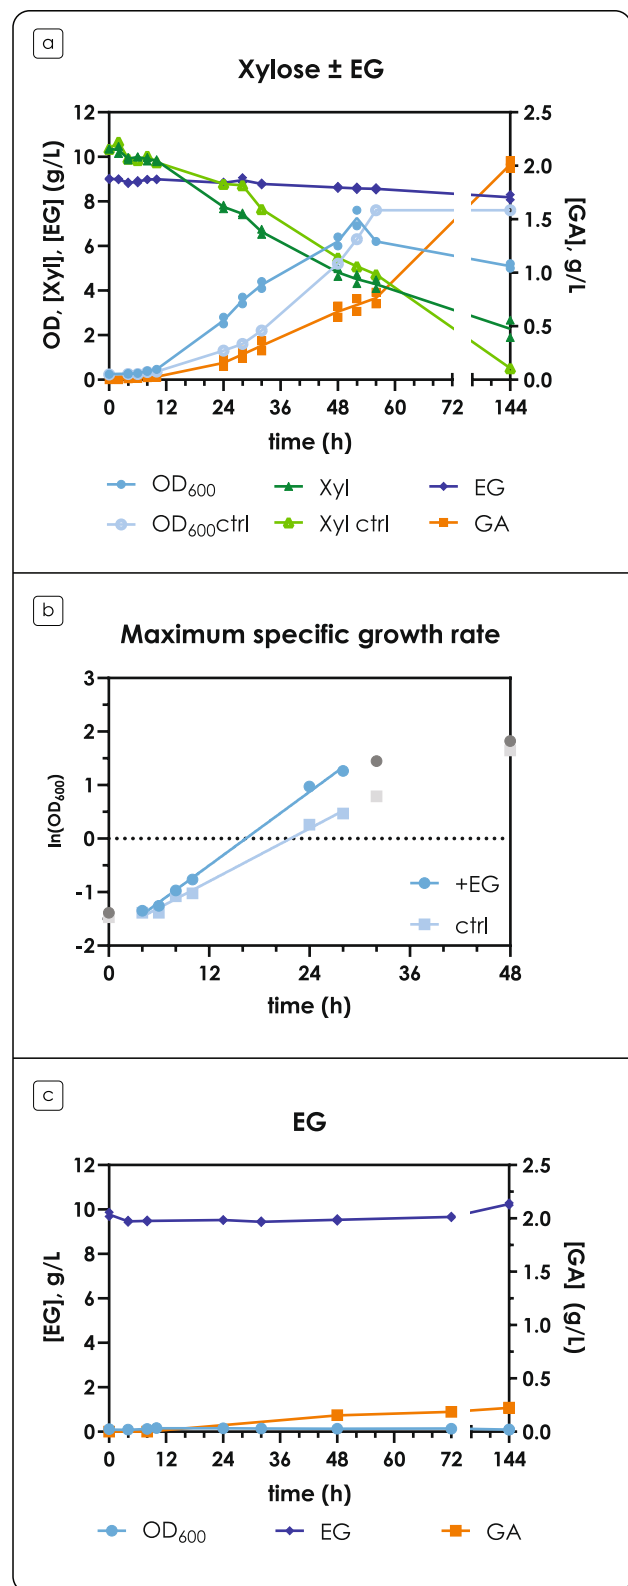 a
Xylose ± EG
12
10
8
6
4
2
0
OD, [Xyl], [EG] (g/L)
2.5
2.0
1.5
1.0
0.5
0.0
[GA], g/L
0 12 24 36 48 60 72 144
time (h)
OD600 Xyl EG
OD600ctrl Xyl ctrl GA
b
Maximum specific growth rate
3
2
1
0
-1
-2
ln(OD600)
+EG
ctrl
0 12 24 36 48
time (h)
c
EG
12
10
8
6
4
2
0
[EG], g/L
2.5
2.0
1.5
1.0
0.5
0.0
[GA] (g/L)
0 12 24 36 48 60 72 144
time (h)
OD600 EG GA